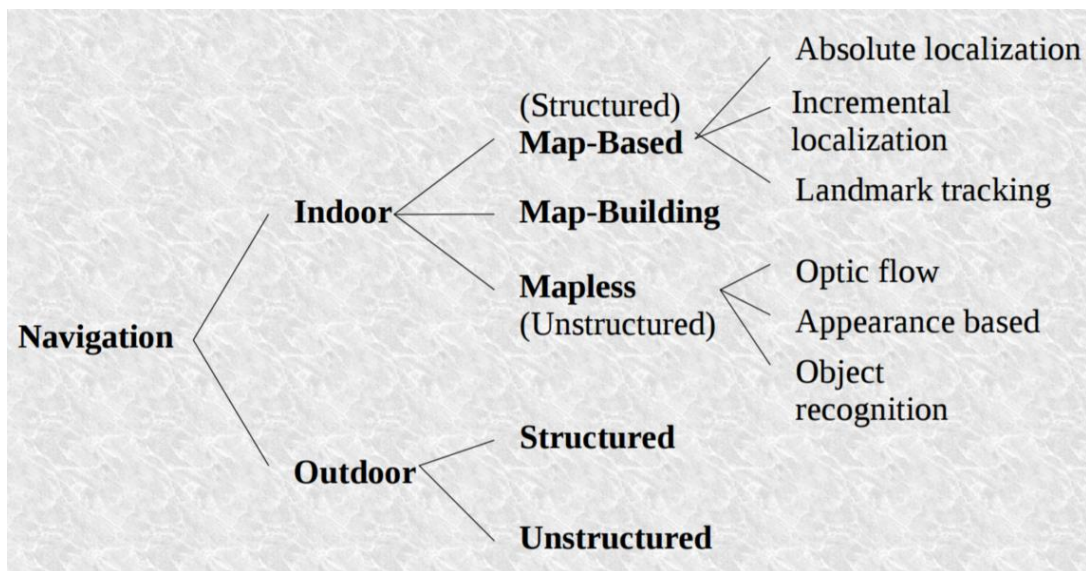 Absolute localization
(Structured)
Map-Based
Incremental
localization
Landmark tracking
Indoor
Map-Building
Mapless
(Unstructured)
Optic flow
Appearance based
Object
recognition
Navigation
Structured
Outdoor
Unstructured